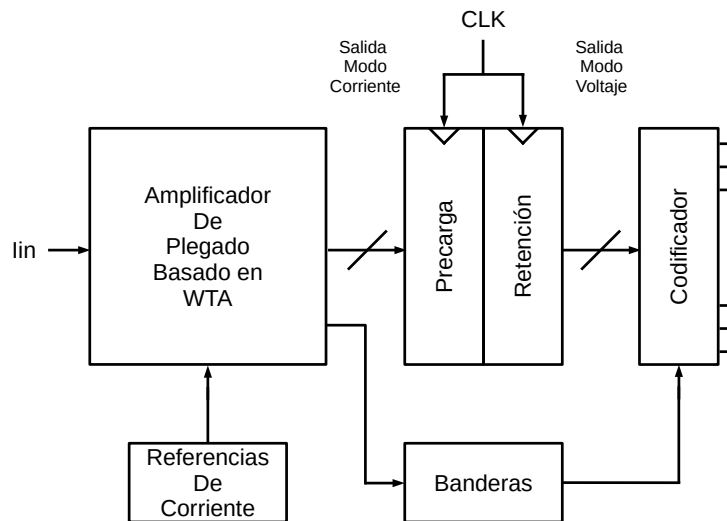 CLK
Salida
Modo
Corriente
Salida
Modo
Voltaje
Iin
Amplificador
De
Plegado
Basado en
WTA
Precarga
Retención
Codificador
Referencias
De
Corriente
Banderas